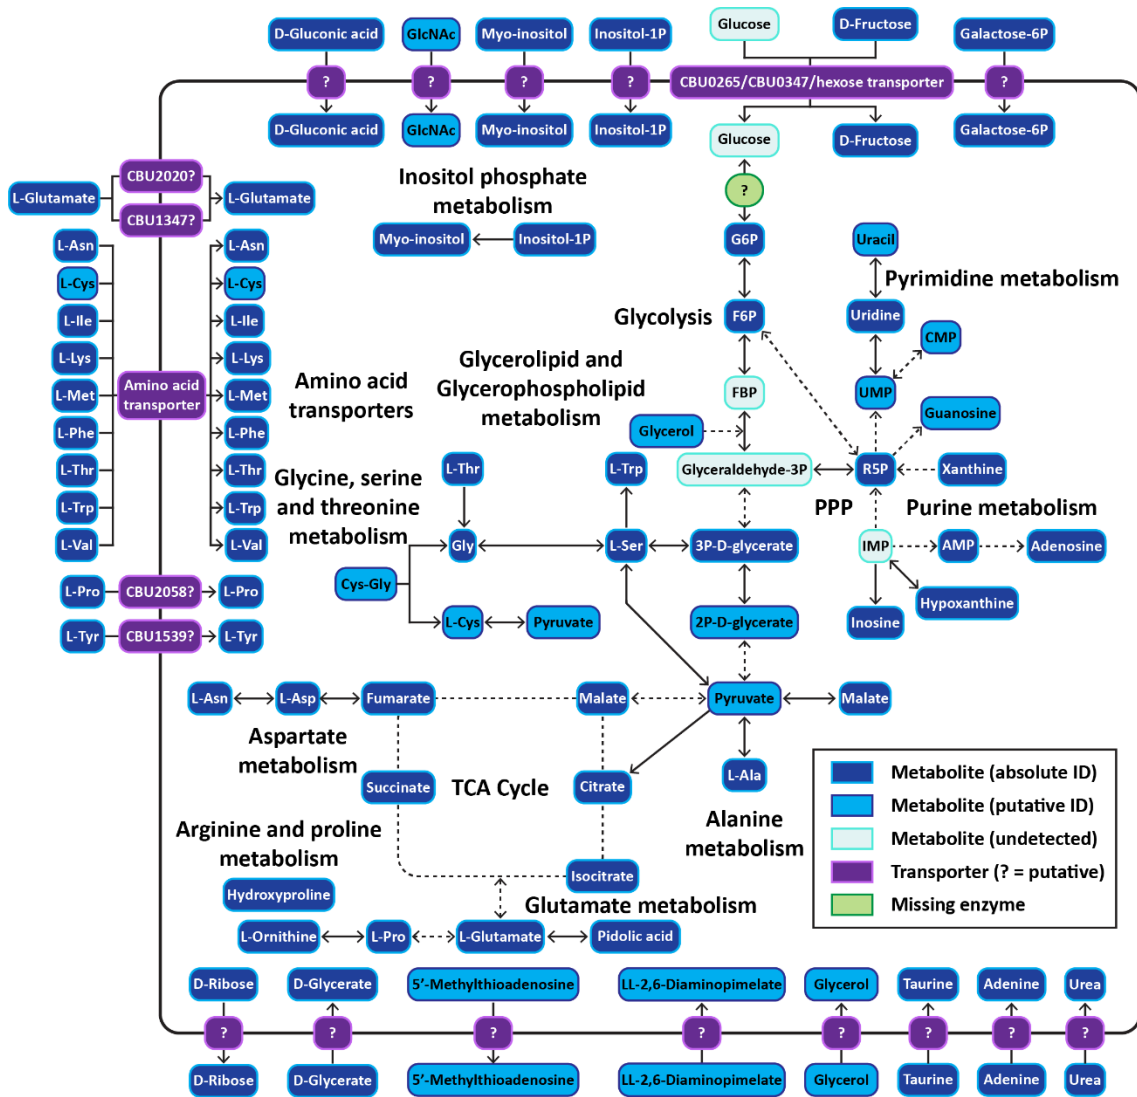 D-Gluconic acid
GlcNAc
Myo-inositol
Inositol-1P
Glucose
D-Fructose
Galactose-6P
?
?
?
?
CBU0265/CBU0347/hexose transporter
?
D-Gluconic acid
GlcNAc
Myo-inositol
Inositol-1P
Glucose
D-Fructose
Galactose-6P
L-Glutamate
CBU2020?
CBU1347?
L-Glutamate
Inositol phosphate
metabolism
Myo-inositol
Inositol-1P
?
G6P
Uracil
Pyrimidine metabolism
L-Asn
L-Cys
L-Ile
L-Lys
L-Met
L-Phe
L-Thr
L-Trp
L-Val
Amino acid
transporter
L-Asn
L-Cys
L-Ile
L-Lys
L-Met
L-Phe
L-Thr
L-Trp
L-Val
Amino acid
transporters
Glycolysis
F6P
Uridine
CMP
Glycerolipid and
Glycerophospholipid
metabolism
FBP
UMP
Guanosine
Glycerol
Glyceraldehyde-3P
R5P
Xanthine
Glycine, serine
and threonine
metabolism
L-Thr
L-Trp
PPP
Purine metabolism
Gly
L-Ser
3P-D-glycerate
IMP
AMP
Adenosine
Cys-Gly
L-Cys
Pyruvate
2P-D-glycerate
Inosine
Hypoxanthine
L-Pro
CBU2058?
L-Pro
L-Tyr
CBU1539?
L-Tyr
L-Asn
L-Asp
Fumarate
Malate
Pyruvate
Malate
Aspartate
metabolism
Succinate
TCA Cycle
Citrate
L-Ala
Alanine
metabolism
Arginine and proline
metabolism
Isocitrate
Hydroxyproline
Glutamate metabolism
L-Ornithine
L-Pro
L-Glutamate
Pidolic acid
Metabolite (absolute ID)
Metabolite (putative ID)
Metabolite (undetected)
Transporter (? = putative)
Missing enzyme
D-Ribose
D-Glycerate
5’-Methylthioadenosine
LL-2,6-Diaminopimelate
Glycerol
Taurine
Adenine
Urea
?
?
?
?
?
?
?
?
D-Ribose
D-Glycerate
5’-Methylthioadenosine
LL-2,6-Diaminopimelate
Glycerol
Taurine
Adenine
Urea